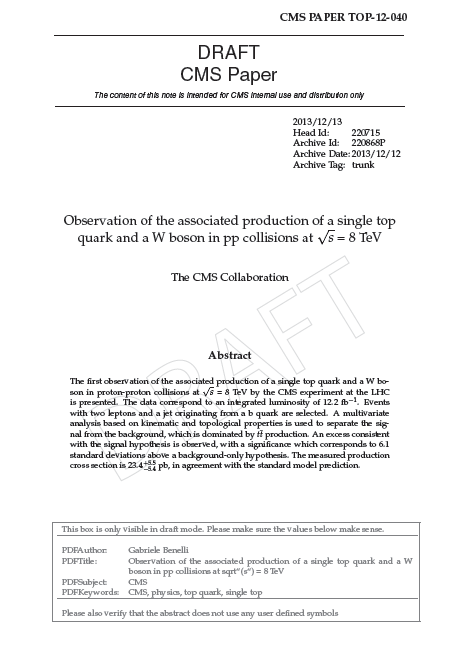 CMS PAPER TOP-12-040
DRAFT
CMS Paper
The content of this note is intended for CMS internal use and distribution only
2013/12/13
Head Id: 220715
Archive Id: 220868P
Archive Date: 2013/12/12
Archive Tag: trunk
Observation of the associated production of a single top
quark and a W boson in pp collisions at √s = 8 TeV
The CMS Collaboration
DRAFT
Abstract
The first observation of the associated production of a single top quark and a W bo-
son in proton-proton collisions at √s = 8 TeV by the CMS experiment at the LHC
is presented. The data correspond to an integrated luminosity of 12.2 fb⁻¹. Events
with two leptons and a jet originating from a b quark are selected. A multivariate
analysis based on kinematic and topological properties is used to separate the sig-
nal from the background, which is dominated by tt̄ production. An excess consistent
with the signal hypothesis is observed, with a significance which corresponds to 6.1
standard deviations above a background-only hypothesis. The measured production
cross section is 23.4 pb, in agreement with the standard model prediction.
This box is only visible in draft mode. Please make sure the values below make sense.
PDFAuthor: Gabriele Benelli
PDFTitle: Observation of the associated production of a single top quark and a W
boson in pp collisions at sqrt"(s") = 8 TeV
PDFSubject: CMS
PDFKeywords: CMS, physics, top quark, single top
Please also verify that the abstract does not use any user defined symbols